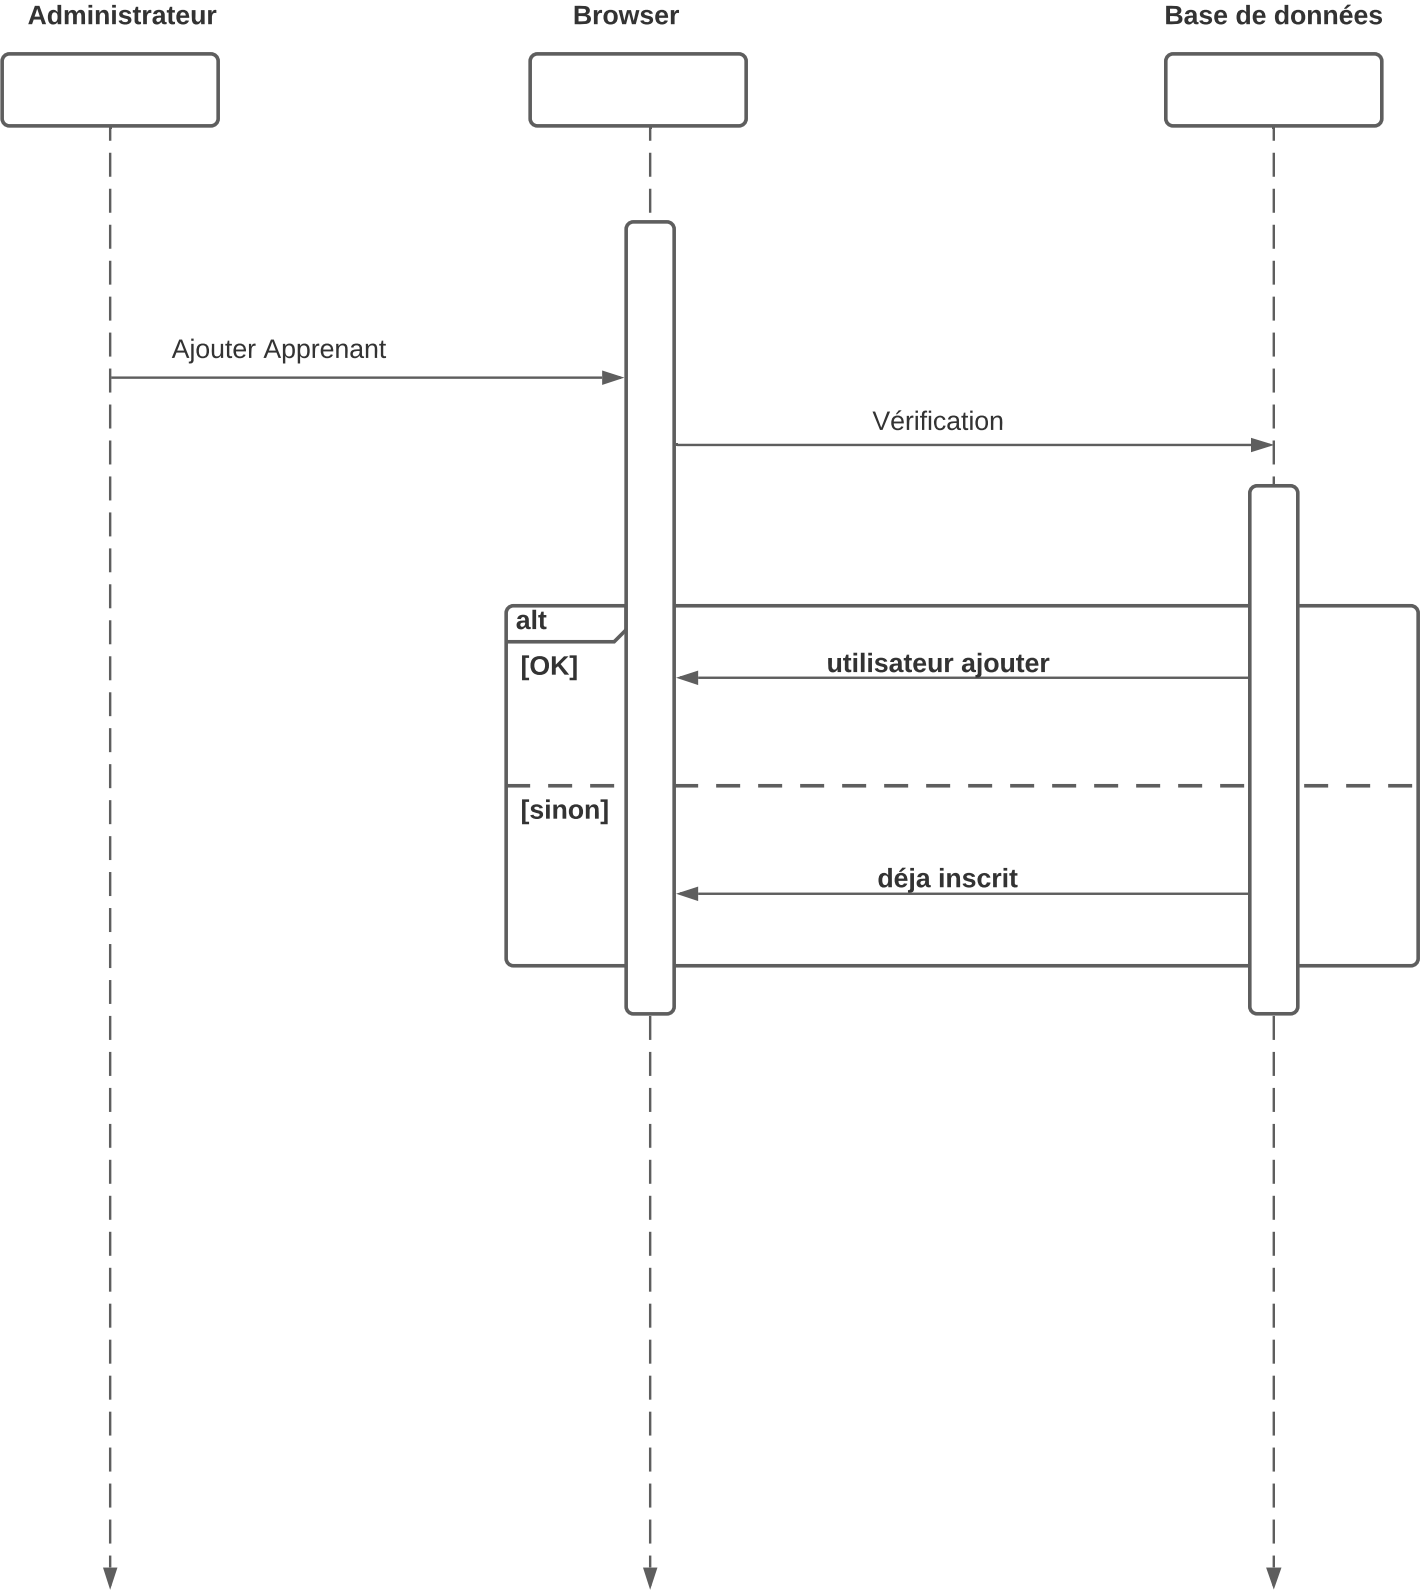 Administrateur
Browser
Base de données
Ajouter Apprenant
Vérification
alt
[OK]
utilisateur ajouter
[sinon]
déja inscrit